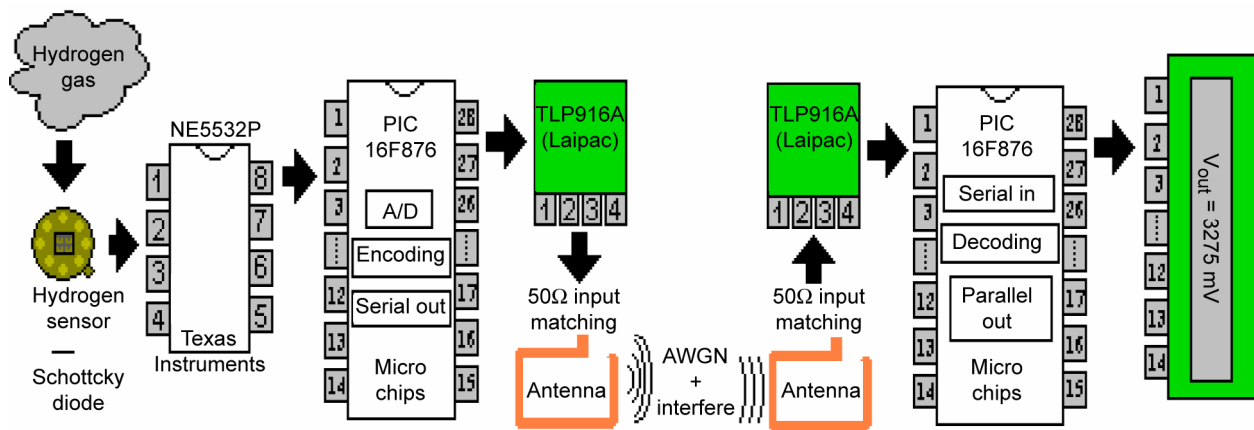 Hydrogen
gas
Hydrogen
sensor
Schottcky
diode
NE5532P
1
2
3
4
8
7
6
5
Texas
Instruments
PIC
16F876
A/D
Encoding
Serial out
Micro
chips
1
2
3
12
13
14
28
27
26
17
16
15
TLP916A
(Laipac)
1 2 3 4
50Ω input
matching
Antenna
AWGN
+
interfere
TLP916A
(Laipac)
1 2 3 4
50Ω input
matching
Antenna
PIC
16F876
Serial in
Decoding
Parallel
out
Micro
chips
1
2
3
12
13
14
28
27
26
17
16
15
1
2
3
12
13
14
Vout = 3275 mV